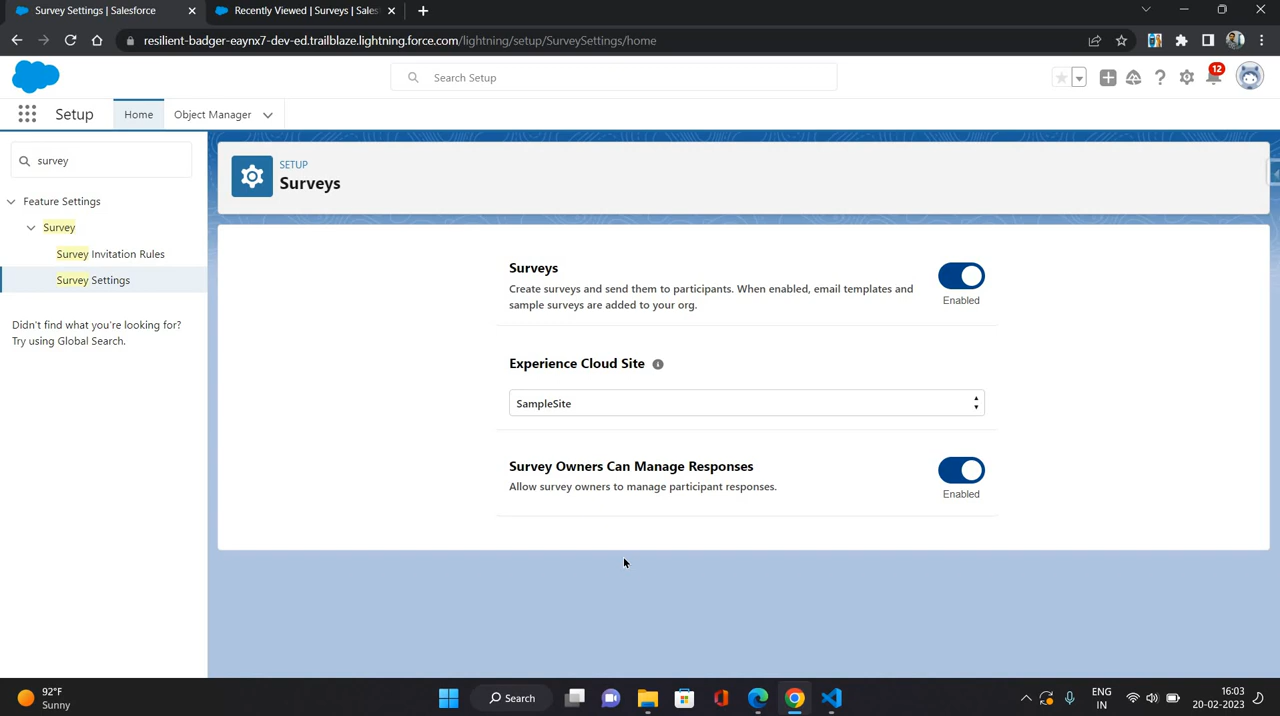 Survey Settings | Salesforce
Recently Viewed | Surveys | Sales
resilient-badger-eaynx7-dev-ed.trailblaze.lightning.force.com/lightning/setup/SurveySettings/home
Search Setup
12
Setup
Home
Object Manager
survey
SETUP
Surveys
Feature Settings
Survey
Survey Invitation Rules
Survey Settings
Didn't find what you're looking for?
Try using Global Search.
Surveys
Create surveys and send them to participants. When enabled, email templates and
sample surveys are added to your org.
Enabled
Experience Cloud Site
SampleSite
Survey Owners Can Manage Responses
Allow survey owners to manage participant responses.
Enabled
92°F
Sunny
Search
ENG
IN
16:03
20-02-2023